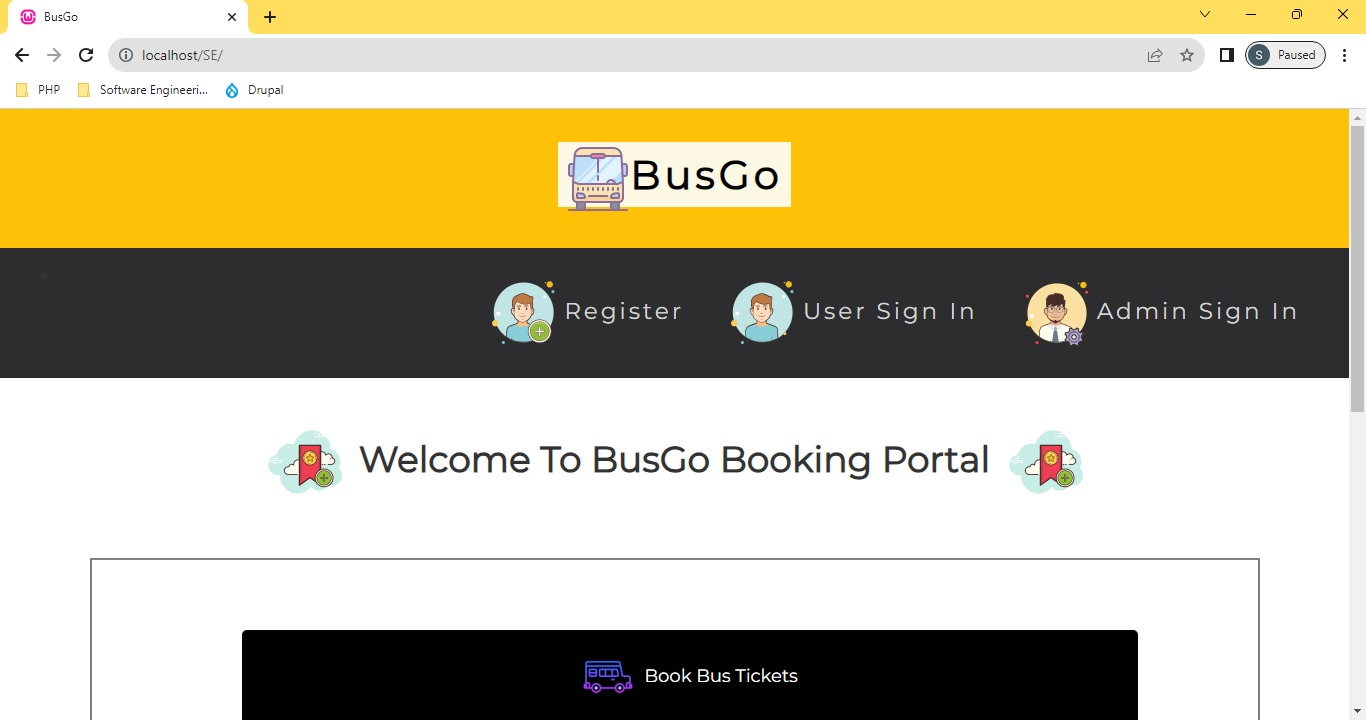 BusGo
localhost/SE/
S Paused
PHP Software Engineeri... Drupal
BusGo
Register User Sign In Admin Sign In
Welcome To BusGo Booking Portal
Book Bus Tickets